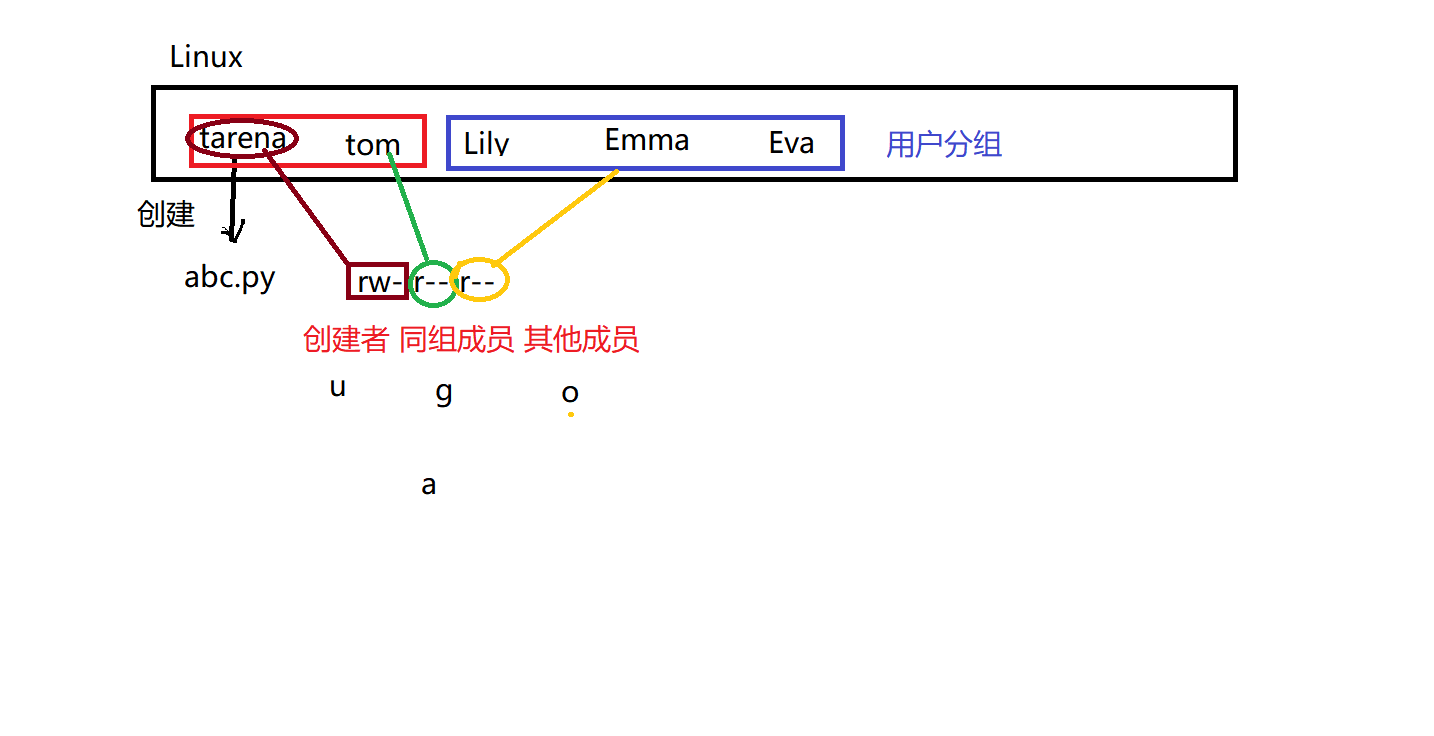 Linux
tarena tom Lily Emma Eva 用户分组
创建
abc.py rw-r--r--
创建者 同组成员 其他成员
u g o
a